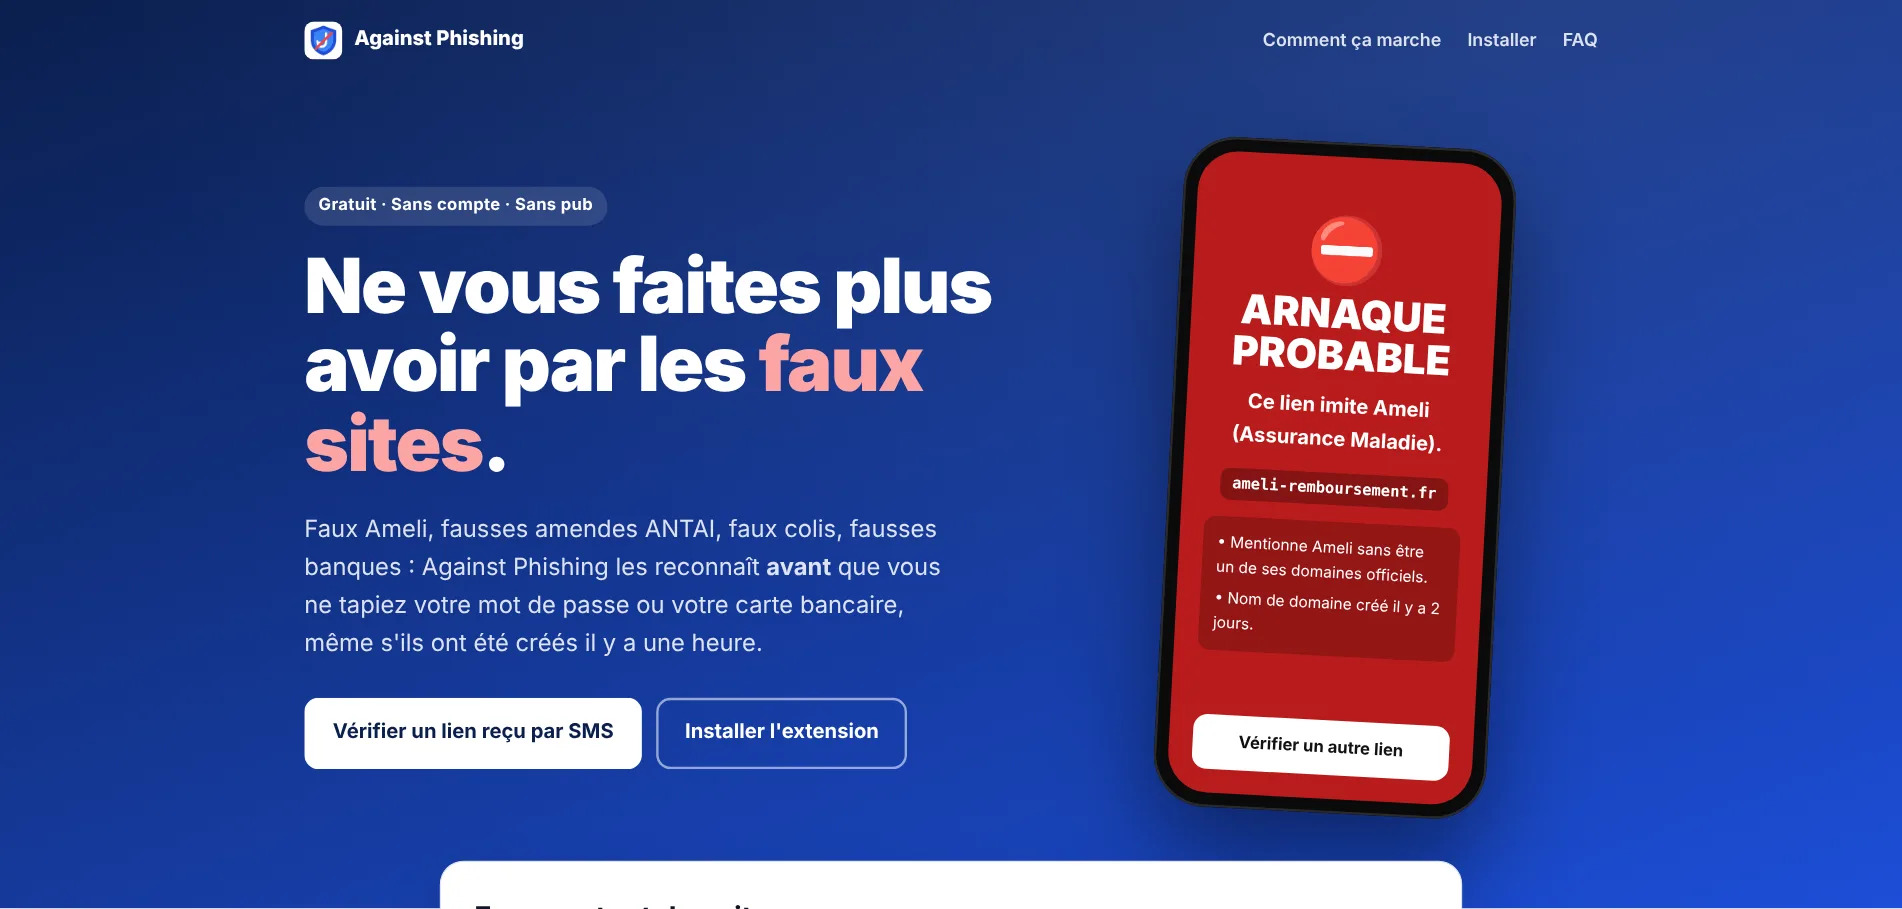 Against Phishing
Comment ça marche
Installer
FAQ
Gratuit · Sans compte · Sans pub
Ne vous faites plus
avoir par les faux
sites.
Faux Ameli, fausses amendes ANTAI, faux colis, fausses
banques : Against Phishing les reconnaît avant que vous
ne tapiez votre mot de passe ou votre carte bancaire,
même s'ils ont été créés il y a une heure.
Vérifier un lien reçu par SMS
Installer l'extension
ARNAQUE
PROBABLE
Ce lien imite Ameli
(Assurance Maladie).
ameli-remboursement.fr
• Mentionne Ameli sans être
un de ses domaines officiels.
• Nom de domaine créé il y a 2
jours.
Vérifier un autre lien